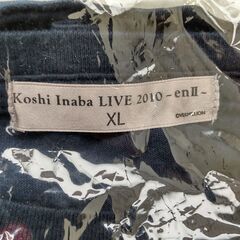 Koshi Inaba LIVE 2010 -enII-
XL